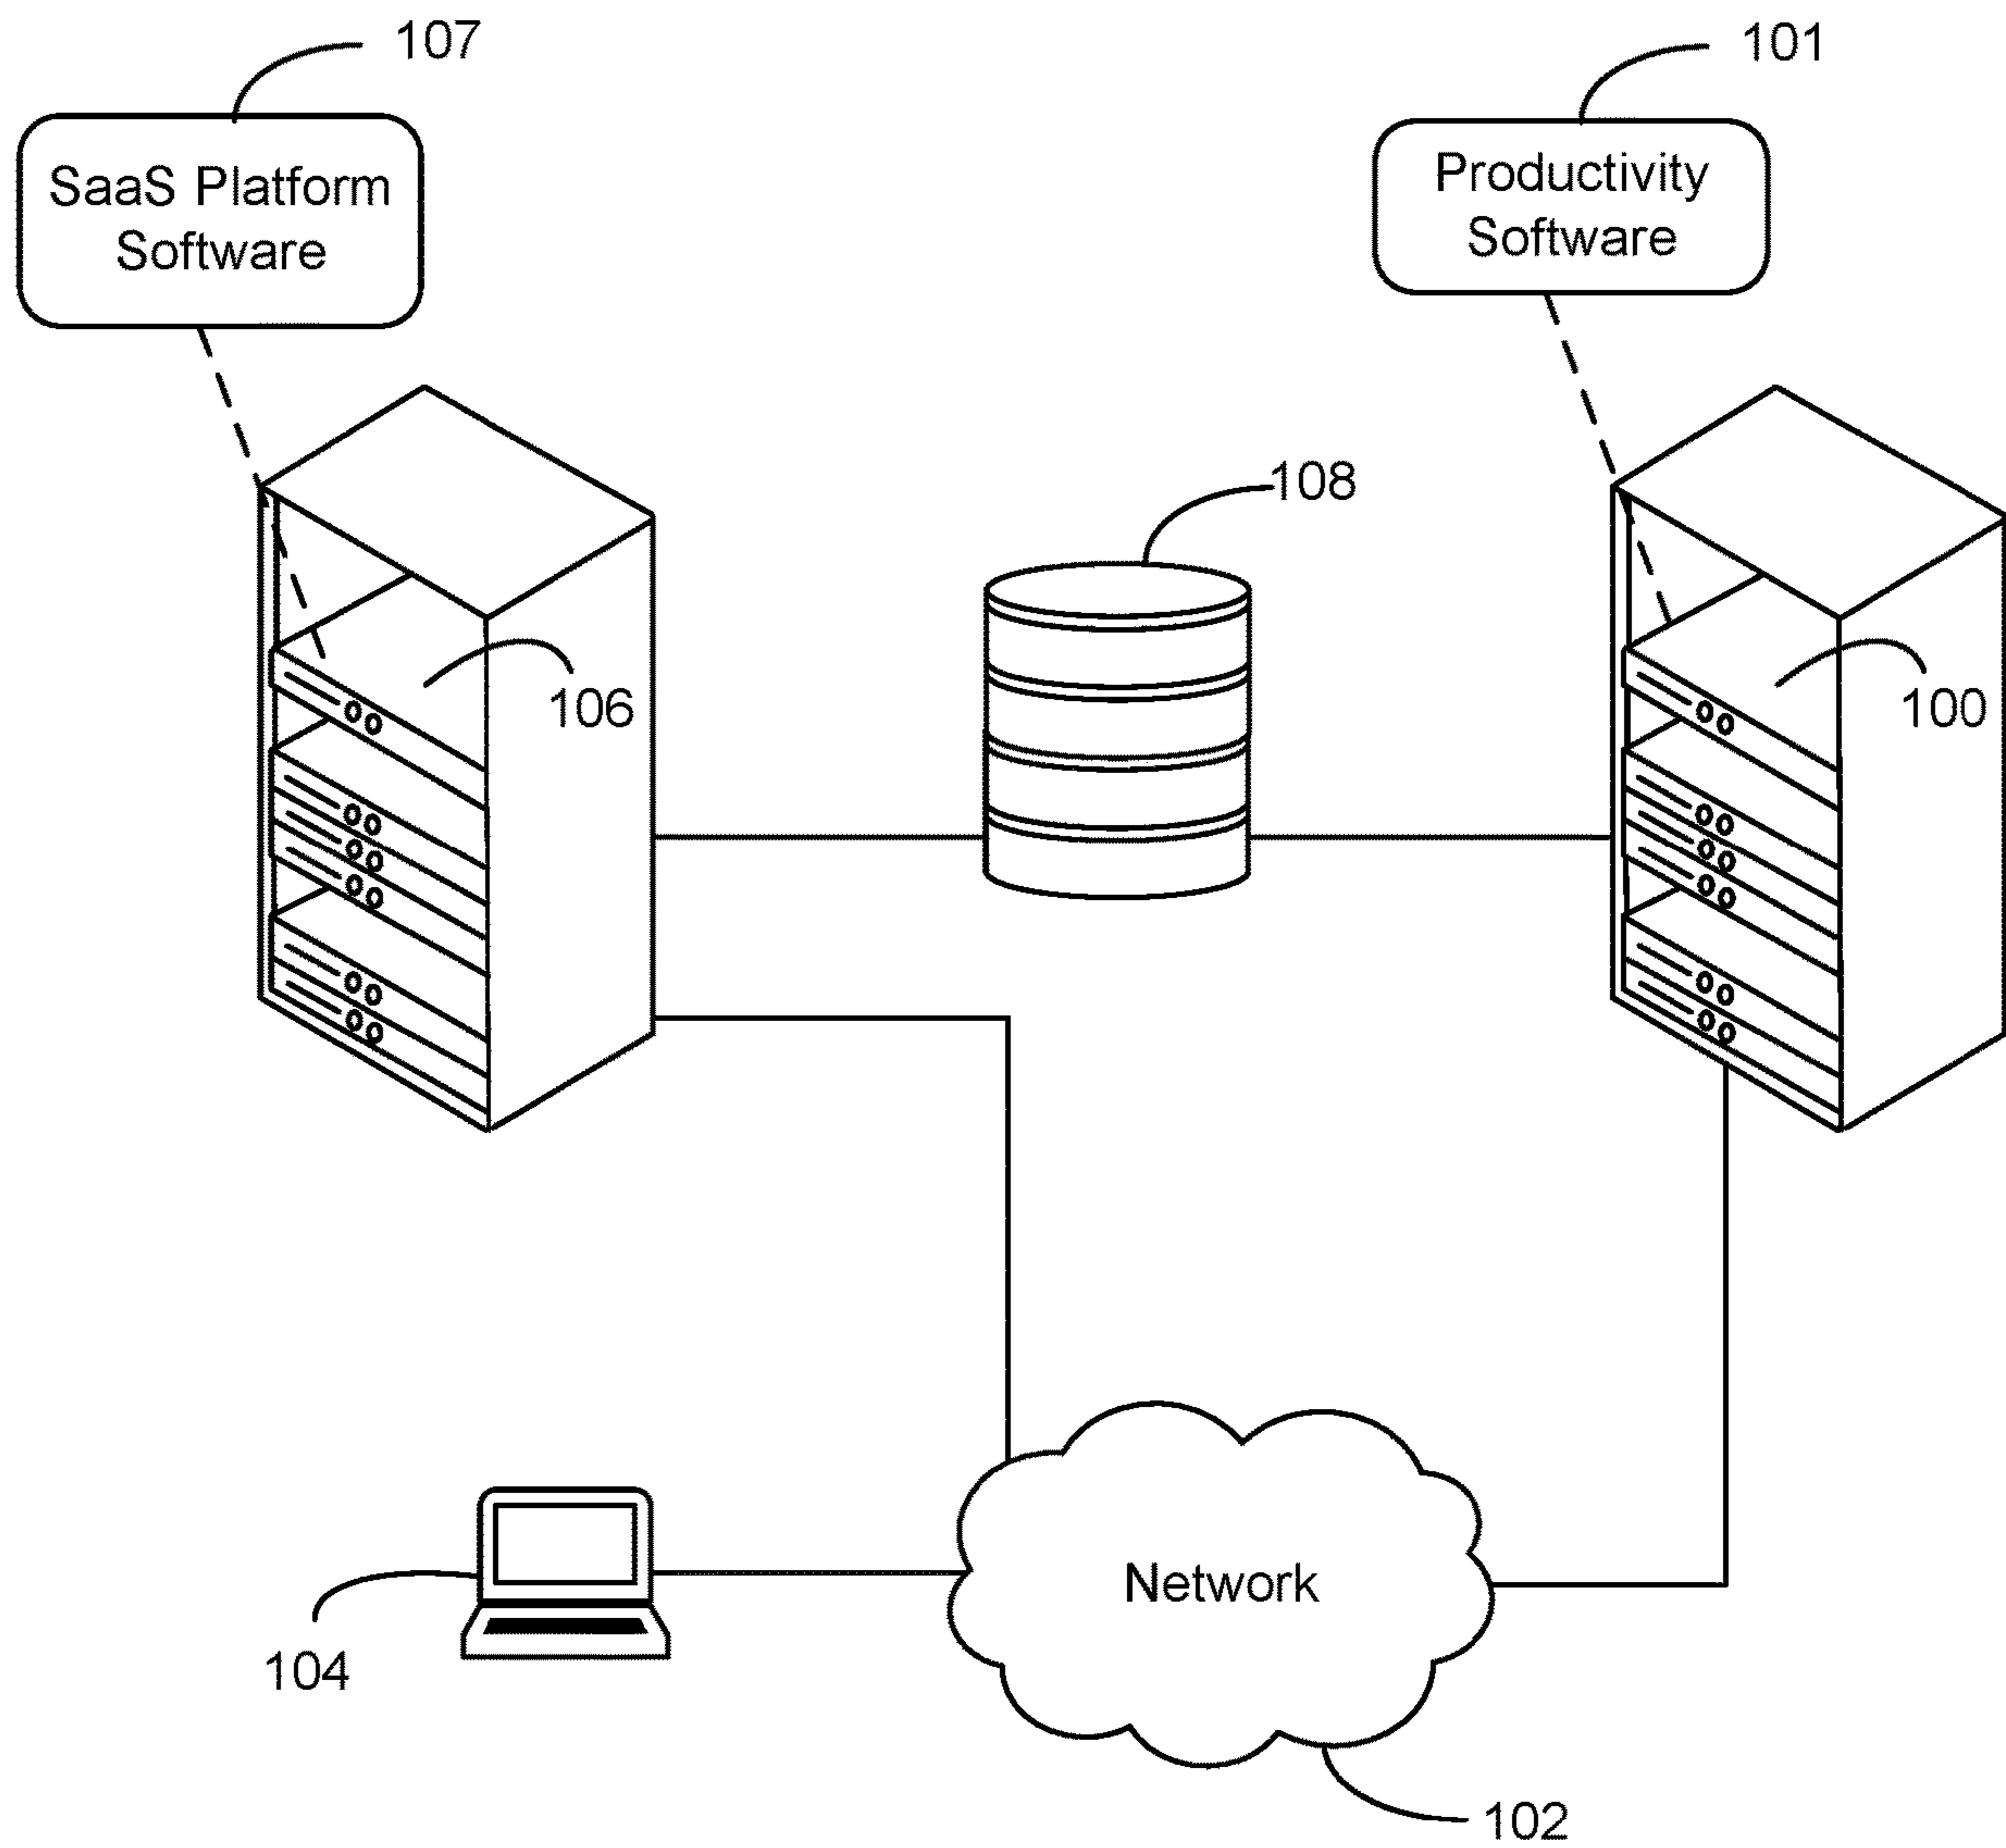 107
101
SaaS Platform
Software
Productivity
Software
108
106
100
Network
104
102